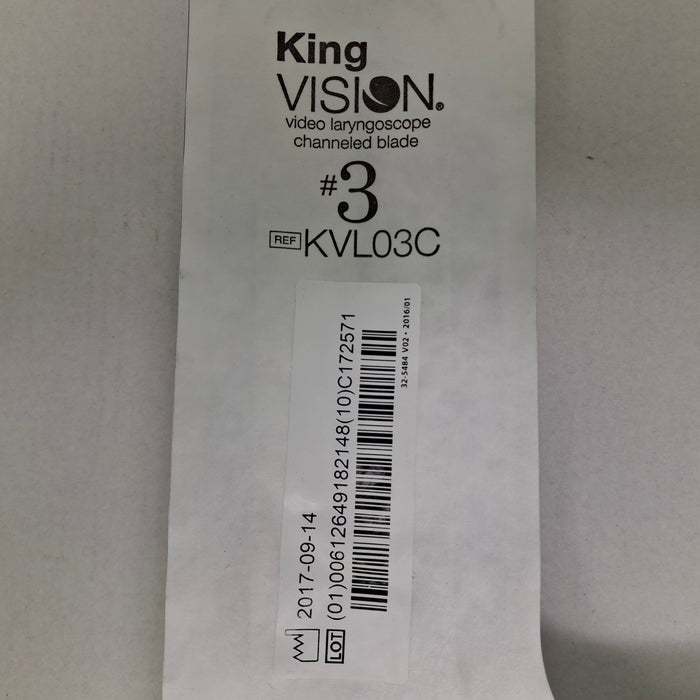 King
VISION®
video laryngoscope
channeled blade
#3
REF KVL03C
2017-09-14
LOT (01)00612649182148(10)C172571
32-5484 V02 - 2016/01